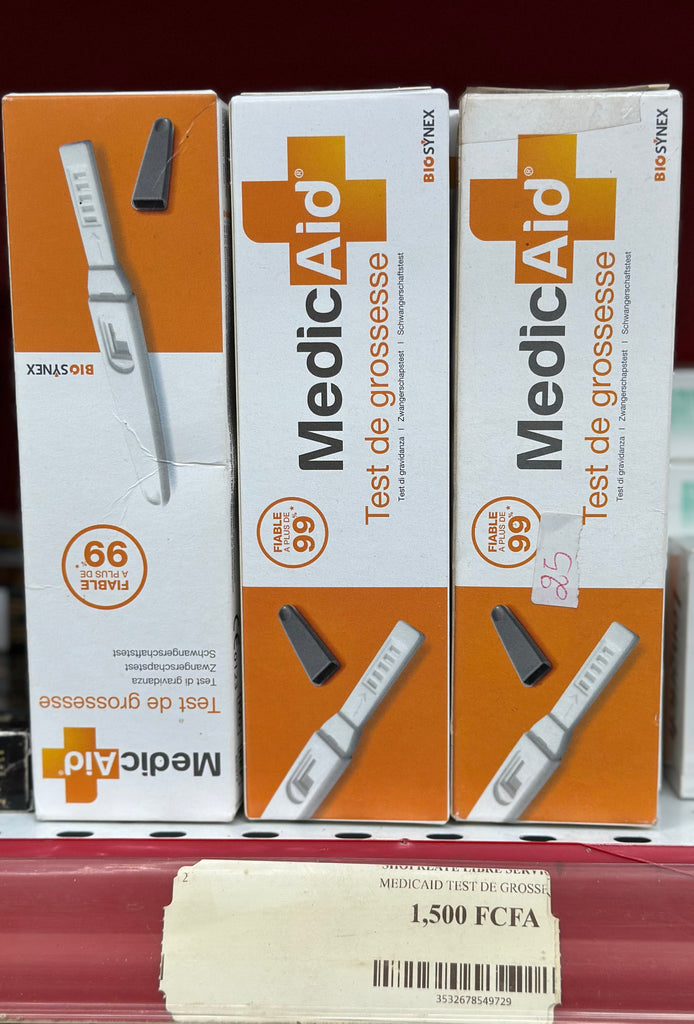 BIOSYNEX
FIABLE
A PLUS DE
99%*
Test de grossesse
Test di gravidanza
Zwangerschapstest
Schwangerschaftstest
MedicAid®
BIOSYNEX
MedicAid®
Test de grossesse
Test di gravidanza | Zwangerschapstest | Schwangerschaftstest
FIABLE
A PLUS DE
99%*
BIOSYNEX
MedicAid®
Test de grossesse
Test di gravidanza | Zwangerschapstest | Schwangerschaftstest
FIABLE
A PLUS DE
99%*
25
2
MEDICAID TEST DE GROSSE
1,500 FCFA
3532678549729